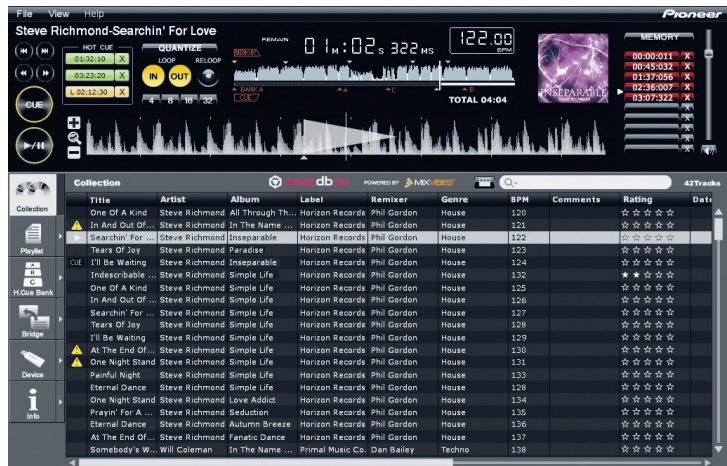 File View Help
Pioneer
Steve Richmond-Searchin' For Love
HOT CUE
01:32:10 X
03:23:20 X
L 02:12:30 X
QUANTIZE
LOOP RELOOP
IN OUT
4 8 16 32
MEMORY
REMAIN
01M:02s 322MS
122.00
BPM
BANK A
CUE
A C B
TOTAL 04:04
INSEPARABLE
MEMORY
00:00:011 X
00:45:032 X
01:37:056 X
02:36:007 X
03:07:322 X
X
X
X
X
X
CUE
Collection
Playlist
H.Cue Bank
A
B
C
Bridge
Device
Info
Collection
rekordbox
POWERED BY MIXVIBES
42Tracks
Title Artist Album Label Remixer Genre BPM Comments Rating Date
One Of A Kind Steve Richmond All Through Th... Horizon Records Phil Gordon House 120
In And Out Of... Steve Richmond In The Name ... Horizon Records Phil Gordon House 121
Searchin' For ... Steve Richmond Inseparable Horizon Records Phil Gordon House 122
Tears Of Joy Steve Richmond Paradise Horizon Records Phil Gordon House 123
CUE I'll Be Waiting Steve Richmond Inseparable Horizon Records Phil Gordon House 124
Indescribable ... Steve Richmond Simple Life Horizon Records Phil Gordon House 132
One Of A Kind Steve Richmond Simple Life Horizon Records Phil Gordon House 125
In And Out Of ... Steve Richmond Simple Life Horizon Records Phil Gordon House 126
Searchin' For ... Steve Richmond Simple Life Horizon Records Phil Gordon House 127
Tears Of Joy Steve Richmond Simple Life Horizon Records Phil Gordon House 128
I'll Be Waiting Steve Richmond Simple Life Horizon Records Phil Gordon House 129
At The End Of... Steve Richmond Simple Life Horizon Records Phil Gordon House 130
One Night Stand Steve Richmond Simple Life Horizon Records Phil Gordon House 131
Painful Night Steve Richmond Simple Life Horizon Records Phil Gordon House 133
Eternal Dance Steve Richmond Simple Life Horizon Records Phil Gordon House 128
One Night Stand Steve Richmond Love Addict Horizon Records Phil Gordon House 134
Prayin' For A ... Steve Richmond Seduction Horizon Records Phil Gordon House 135
Eternal Dance Steve Richmond Autumn Breeze Horizon Records Phil Gordon House 136
At The End Of... Steve Richmond Fanatic Dance Horizon Records Phil Gordon House 137
Somebody's W... Will Coleman In The Name ... Primal Music Co. Dan Bailey Techno 138